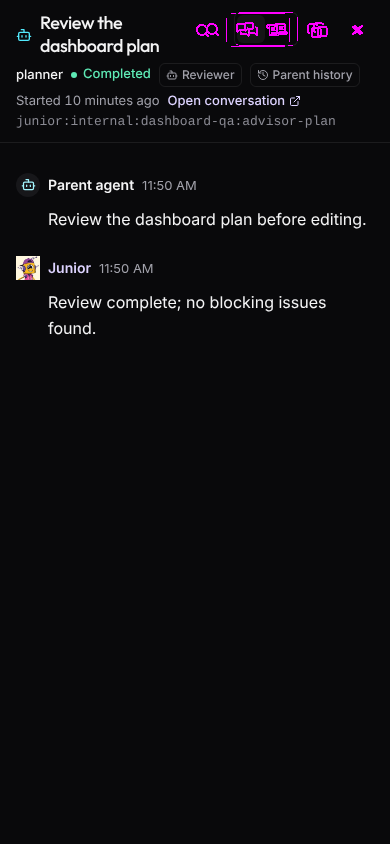 Review the
dashboard plan
planner Completed Reviewer Parent history
Started 10 minutes ago Open conversation
junior:internal:dashboard-qa:advisor-plan
Parent agent 11:50 AM
Review the dashboard plan before editing.
Junior 11:50 AM
Review complete; no blocking issues
found.